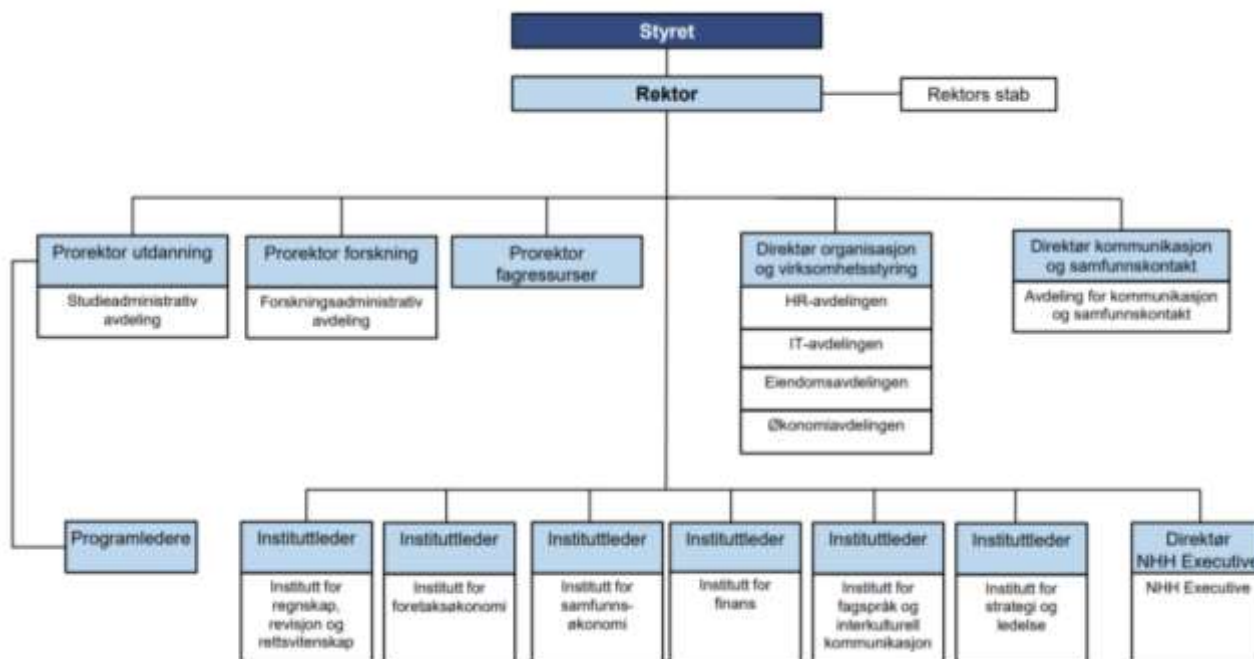 Styret
Rektor
Rektors stab
Prorektor utdanning
Studieadministrativ
avdeling
Prorektor forskning
Forskningsadministrativ
avdeling
Prorektor
fagressurser
Direktør organisasjon
og virksomhetsstyring
HR-avdelingen
IT-avdelingen
Eiendomsavdelingen
Økonomiavdelingen
Direktør kommunikasjon
og samfunnskontakt
Avdeling for kommunikasjon
og samfunnskontakt
Programledere
Instituttleder
Institutt for
regnskap,
revisjon og
rettsvitenskap
Instituttleder
Institutt for
foretaksøkonomi
Instituttleder
Institutt for
samfunns-
økonomi
Instituttleder
Institutt for
finans
Instituttleder
Institutt for
fagspråk og
interkulturell
kommunikasjon
Instituttleder
Institutt for
strategi og
ledelse
Direktør
NHH Executive
NHH Executive